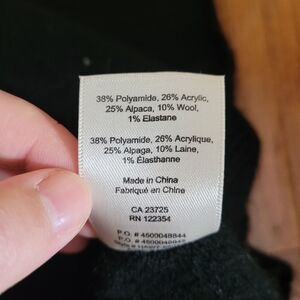 38% Polyamide, 26% Acrylic,
25% Alpaca, 10% Wool,
1% Elastane
38% Polyamide, 26% Acrylique,
25% Alpaga, 10% Laine,
1% Élasthanne
Made in China
Fabriqué en Chine
CA 23725
RN 122354
P.O. # 4500048844
P.O. #